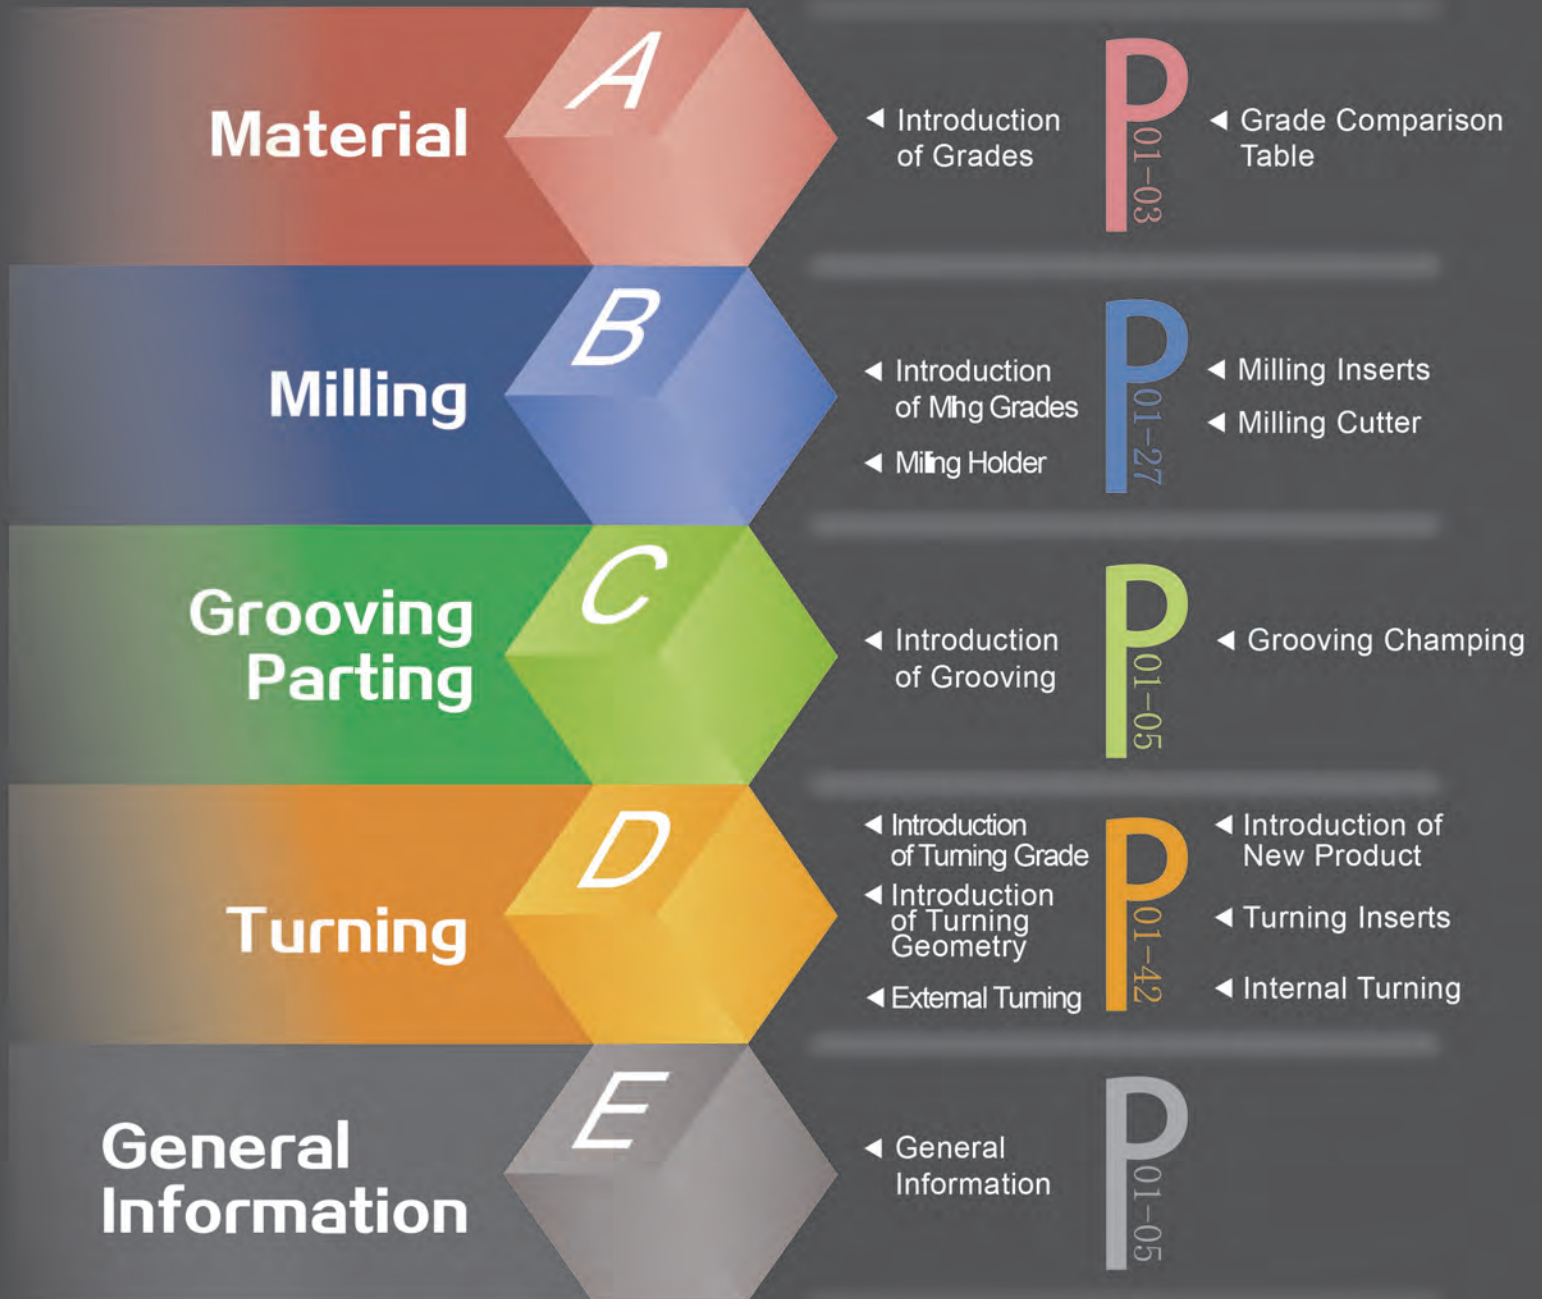 A
Material
◄ Introduction
of Grades
P 01-03
◄ Grade Comparison
Table
B
Milling
◄ Introduction
of Milling Grades
◄ Milling Holder
P 01-27
◄ Milling Inserts
◄ Milling Cutter
C
Grooving
Parting
◄ Introduction
of Grooving
P 01-05
◄ Grooving Champing
D
Turning
◄ Introduction
of Turning Grade
◄ Introduction
of Turning
Geometry
◄ External Turning
P 01-42
◄ Introduction of
New Product
◄ Turning Inserts
◄ Internal Turning
E
General
Information
◄ General
Information
P 01-05